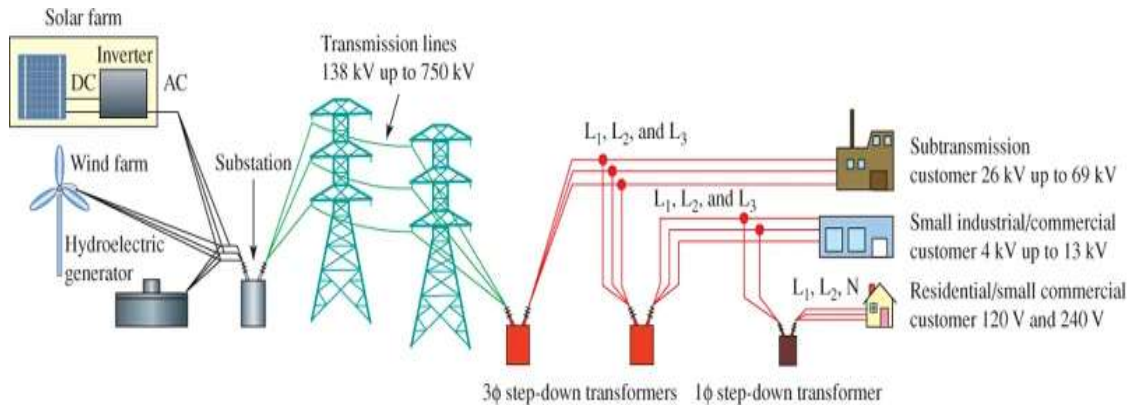 Solar farm
Inverter
DC
AC
Transmission lines
138 kV up to 750 kV
Wind farm
Substation
Hydroelectric
generator
L₁, L₂, and L₃
Subtransmission
customer 26 kV up to 69 kV
L₁, L₂, and L₃
Small industrial/commercial
customer 4 kV up to 13 kV
L₁, L₂, N
Residential/small commercial
customer 120 V and 240 V
3ϕ step-down transformers
1ϕ step-down transformer